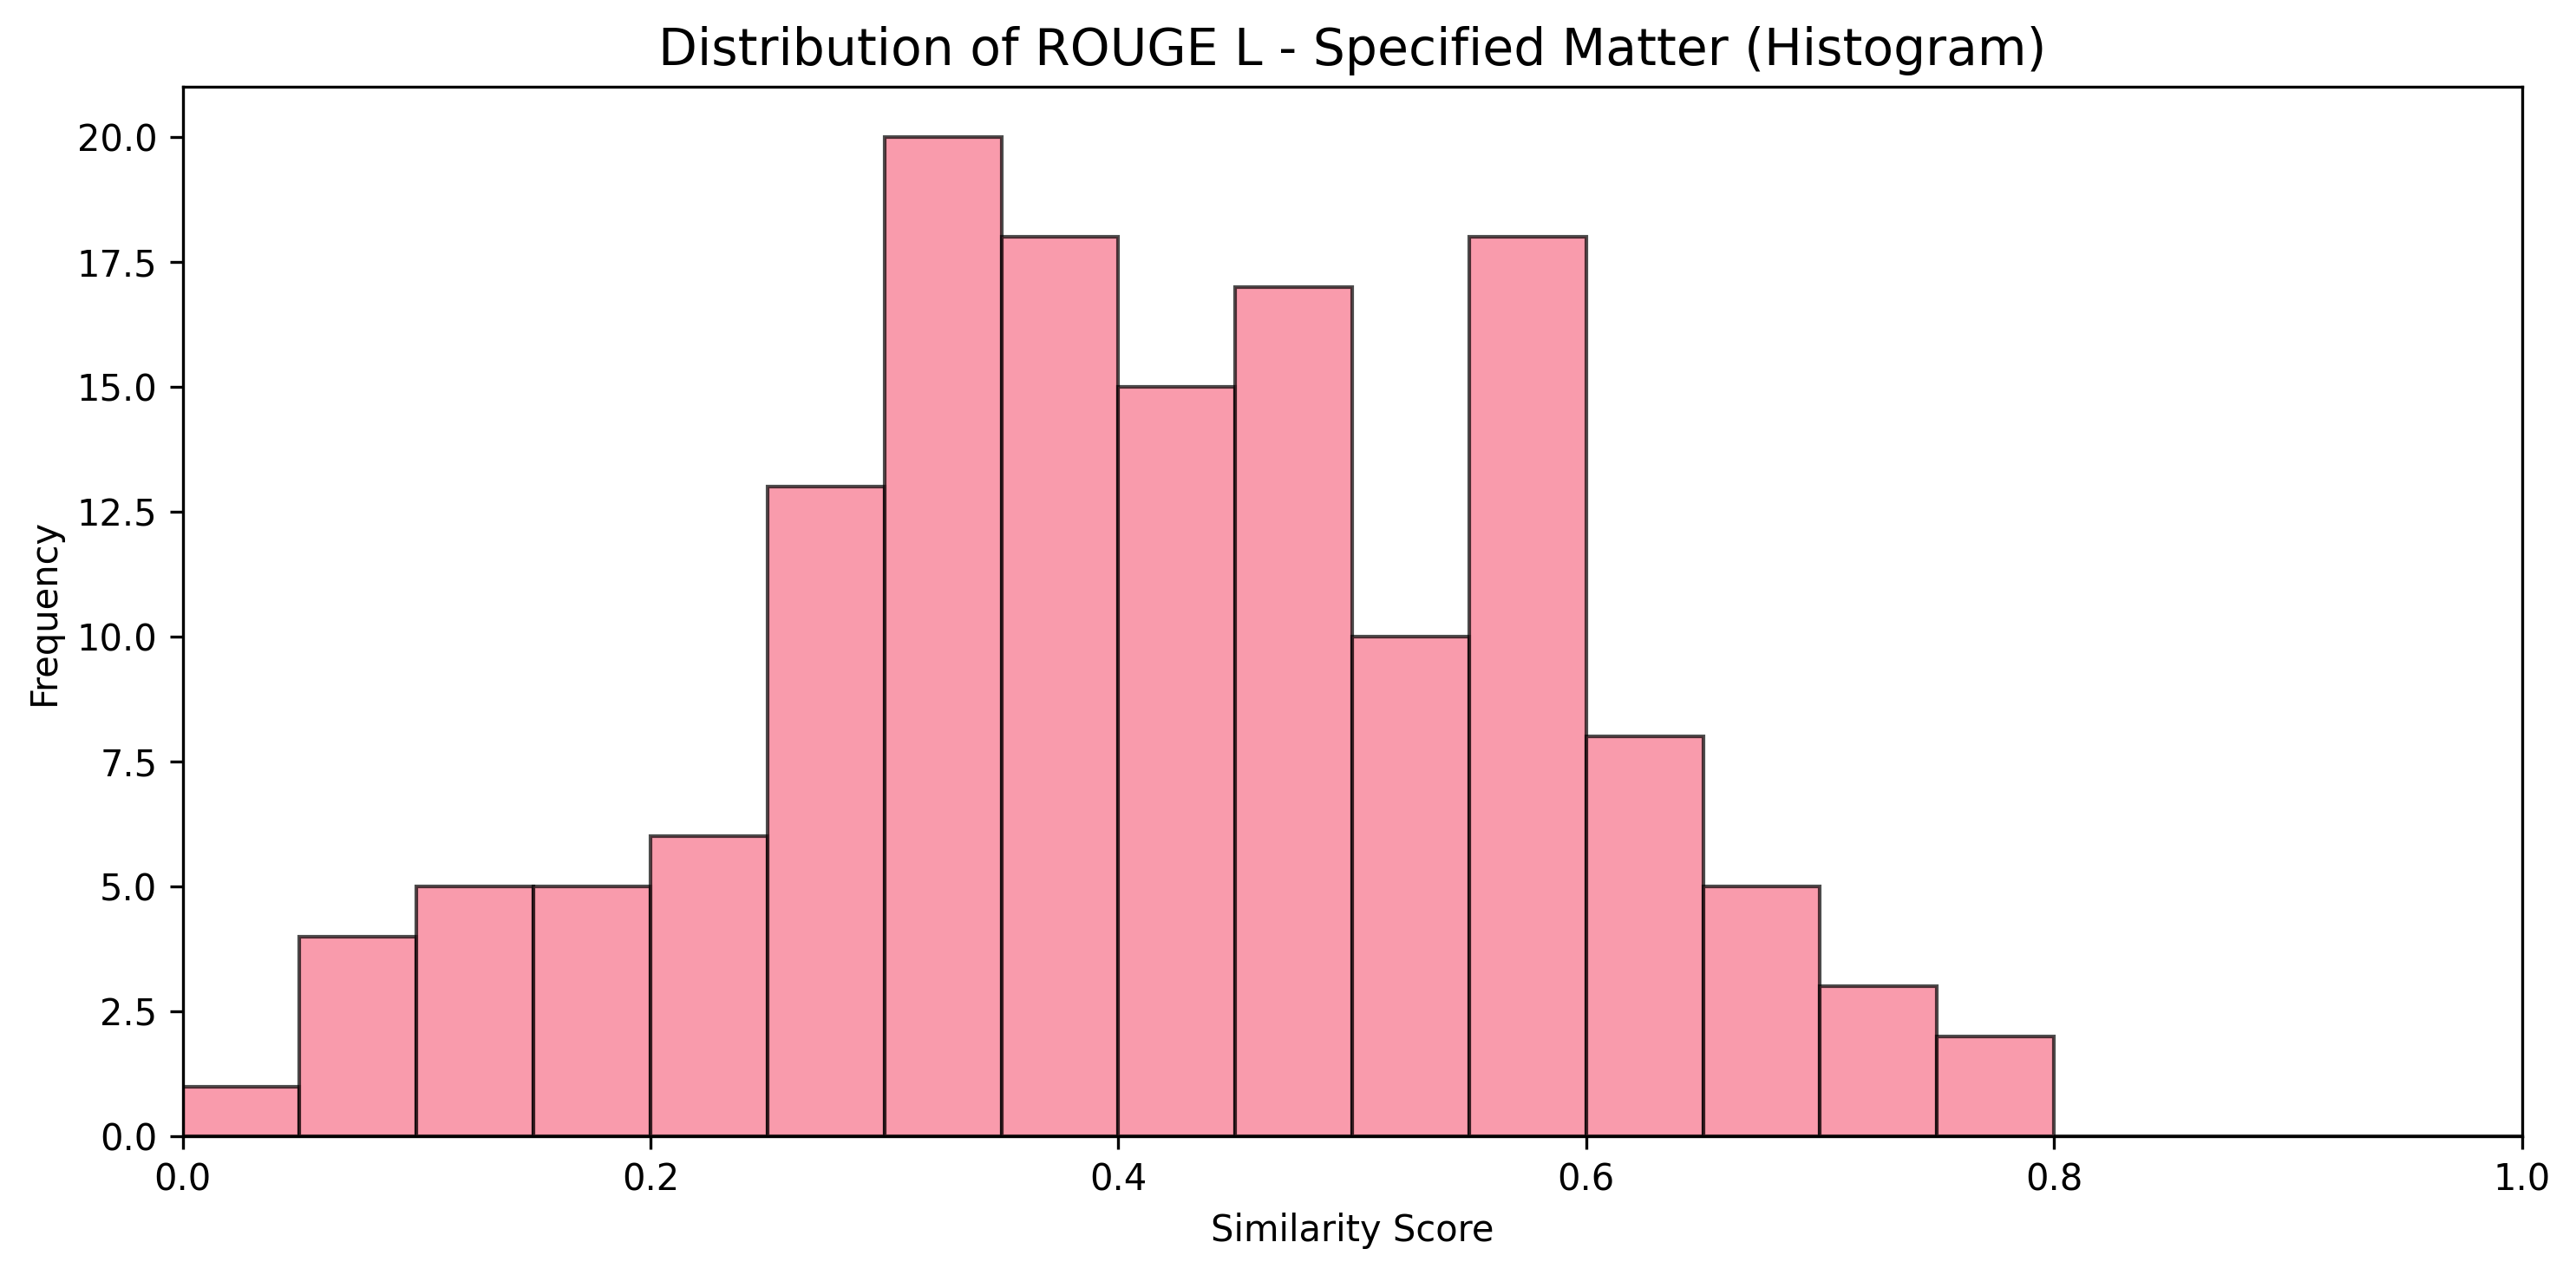 Distribution of ROUGE L - Specified Matter (Histogram)
20.0
17.5
15.0
12.5
10.0
7.5
5.0
2.5
0.0
Frequency
0.0 0.2 0.4 0.6 0.8 1.0
Similarity Score